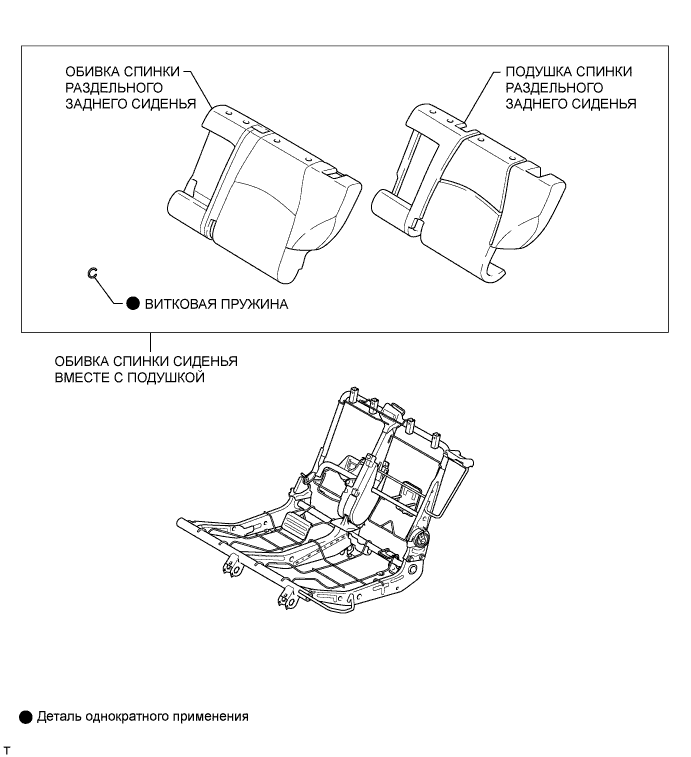 ОБИВКА СПИНКИ
РАЗДЕЛЬНОГО
ЗАДНЕГО СИДЕНЬЯ
ПОДУШКА СПИНКИ
РАЗДЕЛЬНОГО
ЗАДНЕГО СИДЕНЬЯ
ВИТКОВАЯ ПРУЖИНА
ОБИВКА СПИНКИ СИДЕНЬЯ
ВМЕСТЕ С ПОДУШКОЙ
Деталь однократного применения
T